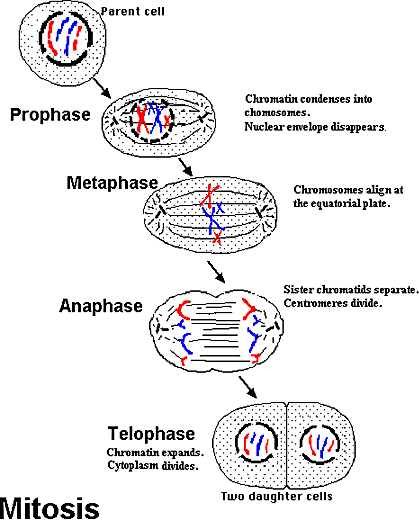 Parent cell
Prophase
Chromatin condenses into
chomosomes.
Nuclear envelope disappears.
Metaphase
Chromosomes align at
the equatorial plate.
Anaphase
Sister chromatids separate.
Centromeres divide.
Telophase
Chromatin expands.
Cytoplasm divides.
Two daughter cells
Mitosis